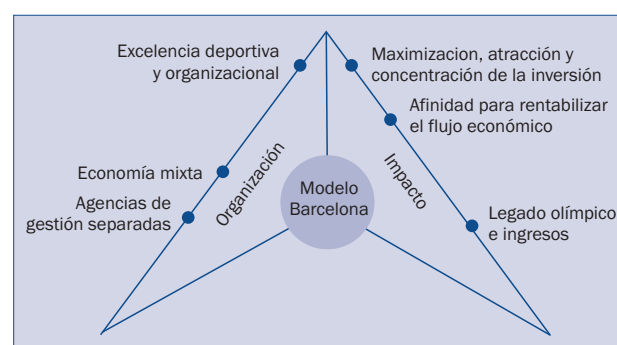 Excelencia deportiva
y organizacional
Maximizacion, atracción y
concentración de la inversión
Afinidad para rentabilizar
el flujo económico
Economía mixta
Agencias de
gestión separadas
Organización
Impacto
Modelo
Barcelona
Legado olímpico
e ingresos